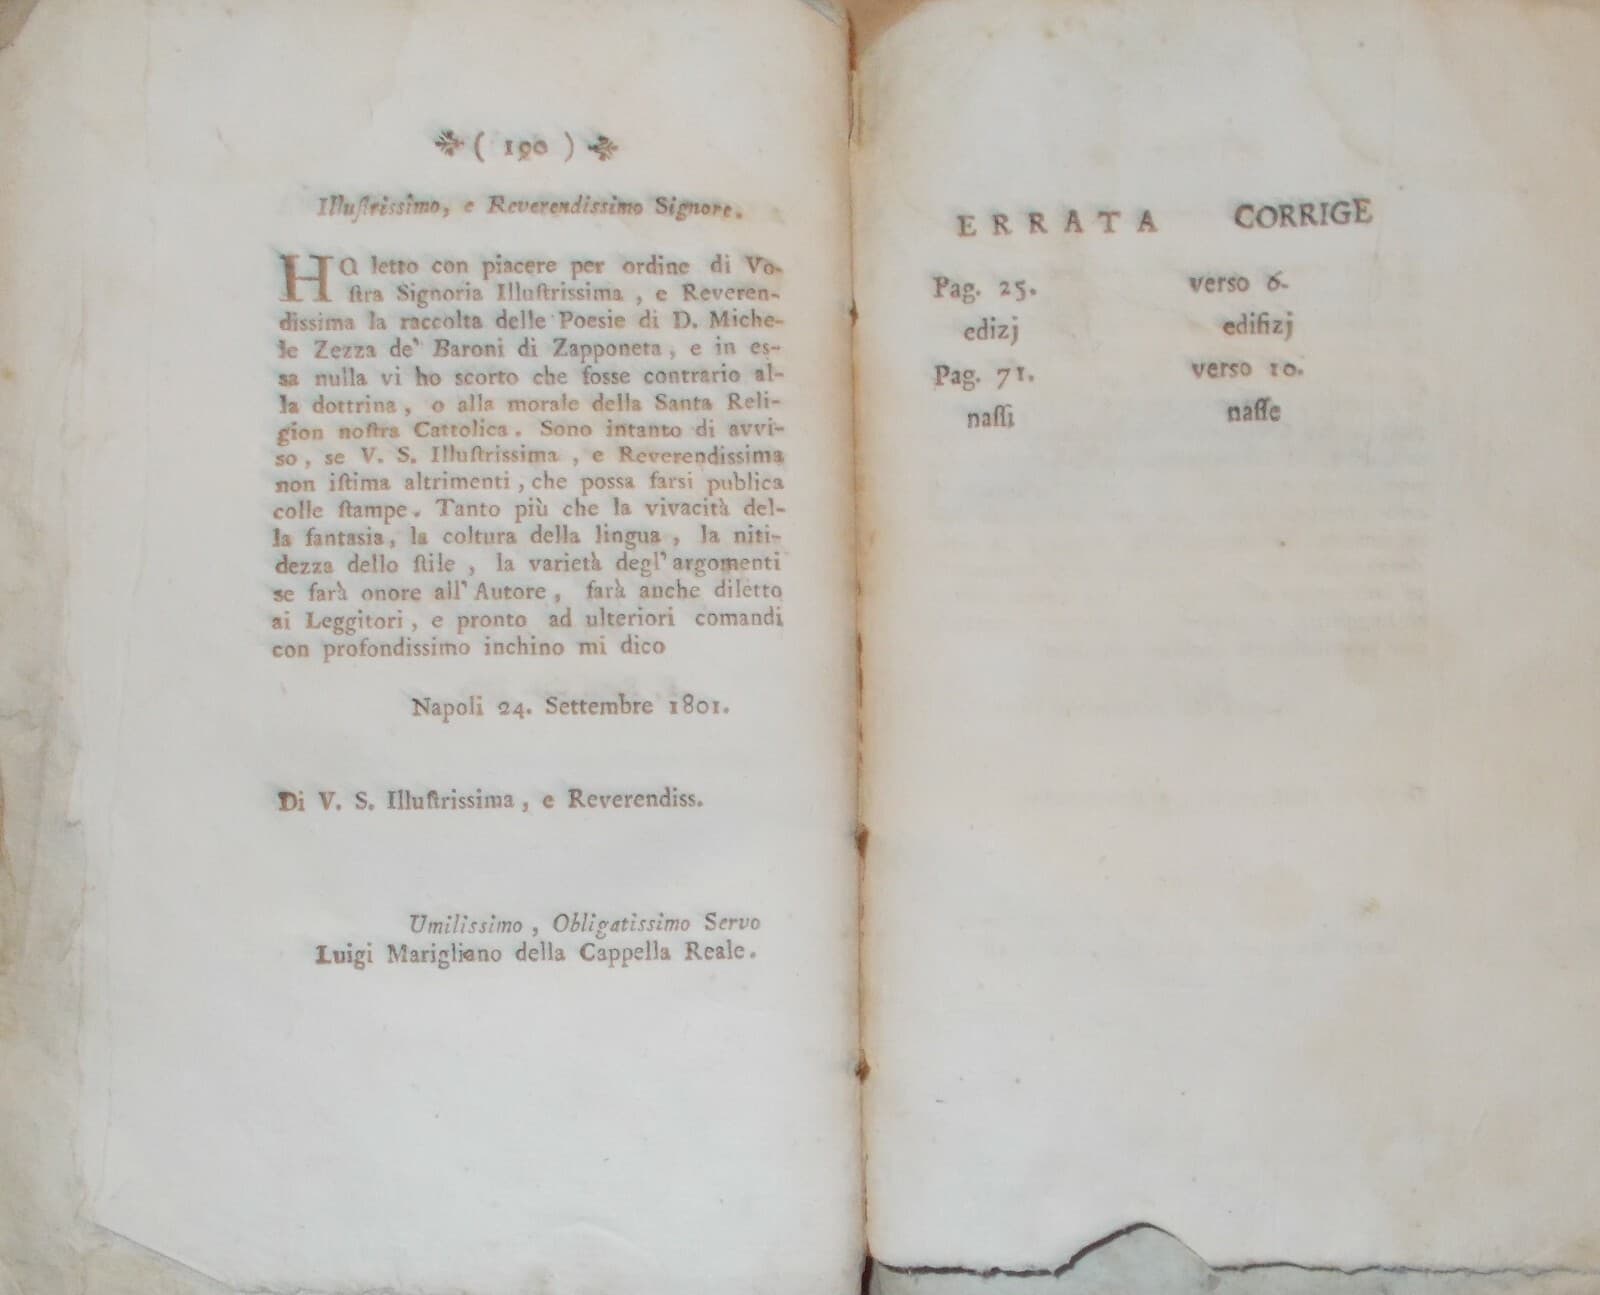 ( 190 )
Illuſtrissimo, e Reverendissimo Signore.
HO letto con piacere per ordine di Vo-
ſtra Signoria Illuſtrissima , e Reveren-
dissima la raccolta delle Poesie di D. Miche-
le Zezza de' Baroni di Zapponeta , e in es-
sa nulla vi ho scorto che fosse contrario al-
la dottrina , o alla morale della Santa Reli-
gion noſtra Cattolica . Sono intanto di avvi-
so , se V. S. Illuſtrissima , e Reverendissima
non iſtima altrimenti , che possa farsi publica
colle ſtampe . Tanto più che la vivacità del-
la fantasia , la coltura della lingua , la niti-
dezza dello ſtile , la varietà degl' argomenti
se farà onore all' Autore , farà anche diletto
ai Leggitori , e pronto ad ulteriori comandi
con profondissimo inchino mi dico
Napoli 24. Settembre 1801.
Di V. S. Illuſtrissima , e Reverendiss.
Umilissimo , Obligatissimo Servo
Luigi Marigliano della Cappella Reale .
ERRATA CORRIGE
Pag. 25. verso 6.
edizj edifizj
Pag. 71. verso 10.
naſſi naſſe